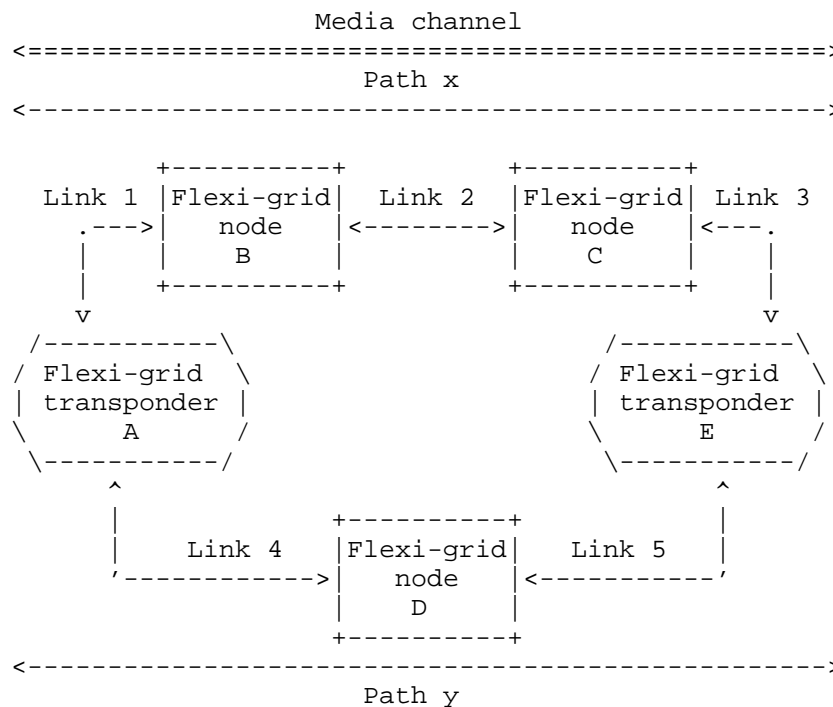 Media channel
<===================================================>
Path x
<--------------------------------------------------->
+----------+ +----------+
Link 1 |Flexi-grid| Link 2 |Flexi-grid| Link 3
.--->| node |<-------->| node |<---.
| | B | | C | |
| +----------+ +----------+ |
v v
/-----------\ /-----------\
/ Flexi-grid \ / Flexi-grid \
| transponder | | transponder |
\ A / \ E /
\-----------/ \-----------/
^ ^
| +----------+ |
| Link 4 |Flexi-grid| Link 5 |
'------------>| node |<-----------'
| D |
+----------+
<--------------------------------------------------->
Path y